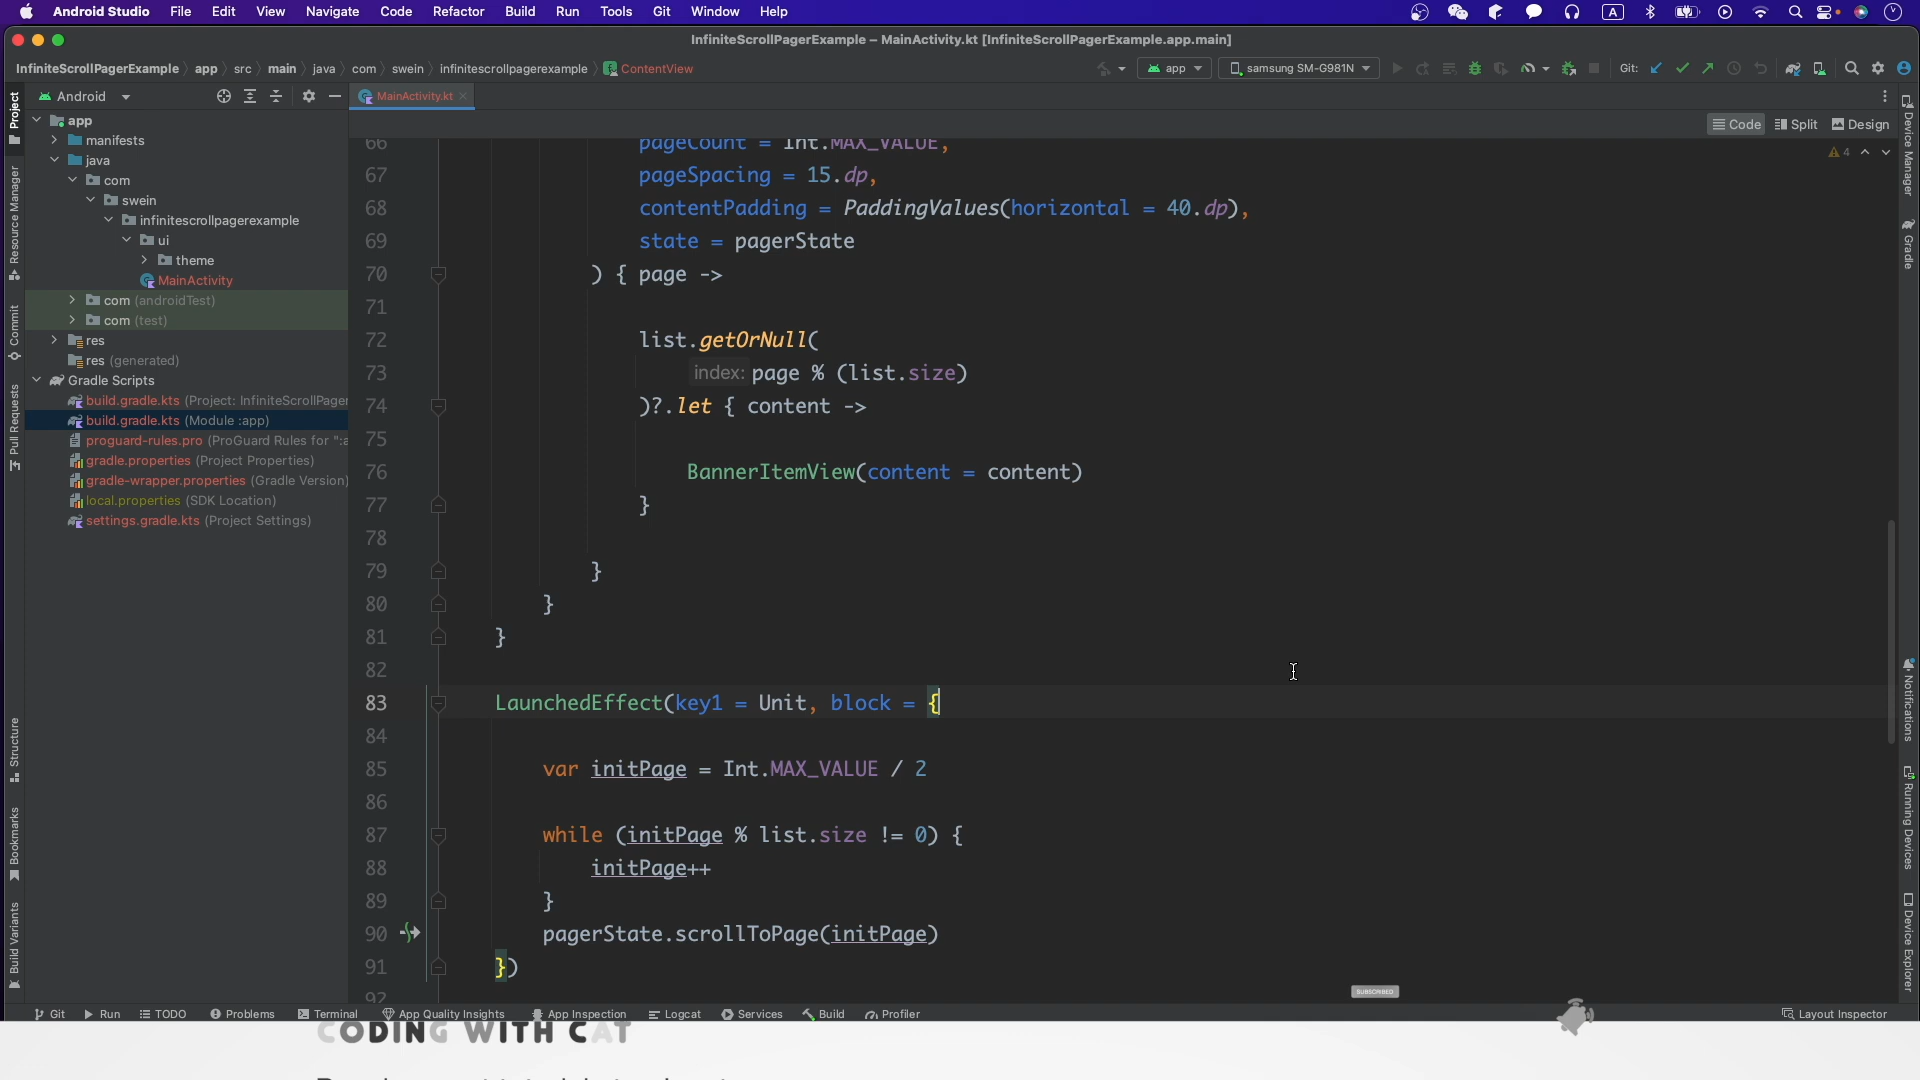 Android Studio File Edit View Navigate Code Refactor Build Run Tools Git Window Help
A
InfiniteScrollPagerExample – MainActivity.kt [InfiniteScrollPagerExample.app.main]
InfiniteScrollPagerExample app src main java com swein infinitescrollpagerexample ContentView
app samsung SM-G981N Git:
Android
MainActivity.kt
Code Split Design
4
Project
Resource Manager
Commit
Pull Requests
Structure
Bookmarks
Build Variants
app
manifests
java
com
swein
infinitescrollpagerexample
ui
theme
MainActivity
com (androidTest)
com (test)
res
res (generated)
Gradle Scripts
build.gradle.kts (Project: InfiniteScrollPager
build.gradle.kts (Module :app)
proguard-rules.pro (ProGuard Rules for ":a
gradle.properties (Project Properties)
gradle-wrapper.properties (Gradle Version)
local.properties (SDK Location)
settings.gradle.kts (Project Settings)
66 pageCount = Int.MAX_VALUE,
67 pageSpacing = 15.dp,
68 contentPadding = PaddingValues(horizontal = 40.dp),
69 state = pagerState
70 ) { page ->
71
72 list.getOrNull(
73 index: page % (list.size)
74 )?.let { content ->
75
76 BannerItemView(content = content)
77 }
78
79 }
80 }
81 }
82
83 LaunchedEffect(key1 = Unit, block = {
84
85 var initPage = Int.MAX_VALUE / 2
86
87 while (initPage % list.size != 0) {
88 initPage++
89 }
90 pagerState.scrollToPage(initPage)
91 })
92
Device Manager
Gradle
Notifications
Running Devices
Device Explorer
SUBSCRIBED
Git Run TODO Problems Terminal App Quality Insights App Inspection Logcat Services Build Profiler Layout Inspector
CODING WITH CAT